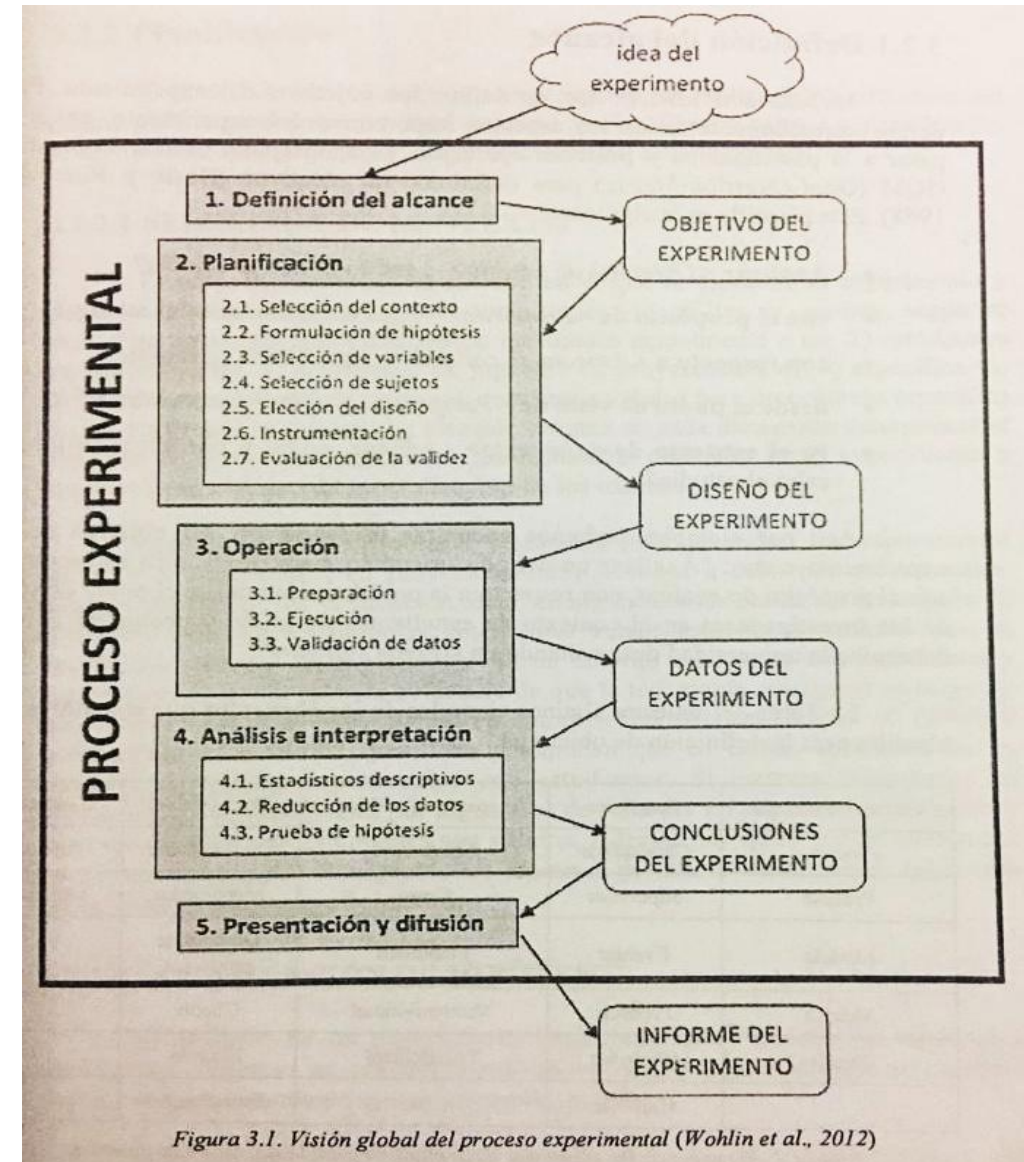 idea del
experimento
PROCESO EXPERIMENTAL
1. Definición del alcance
OBJETIVO DEL
EXPERIMENTO
2. Planificación
2.1. Selección del contexto
2.2. Formulación de hipótesis
2.3. Selección de variables
2.4. Selección de sujetos
2.5. Elección del diseño
2.6. Instrumentación
2.7. Evaluación de la validez
DISEÑO DEL
EXPERIMENTO
3. Operación
3.1. Preparación
3.2. Ejecución
3.3. Validación de datos
DATOS DEL
EXPERIMENTO
4. Análisis e interpretación
4.1. Estadísticos descriptivos
4.2. Reducción de los datos
4.3. Prueba de hipótesis
CONCLUSIONES
DEL EXPERIMENTO
5. Presentación y difusión
INFORME DEL
EXPERIMENTO
Figura 3.1. Visión global del proceso experimental (Wohlin et al., 2012)